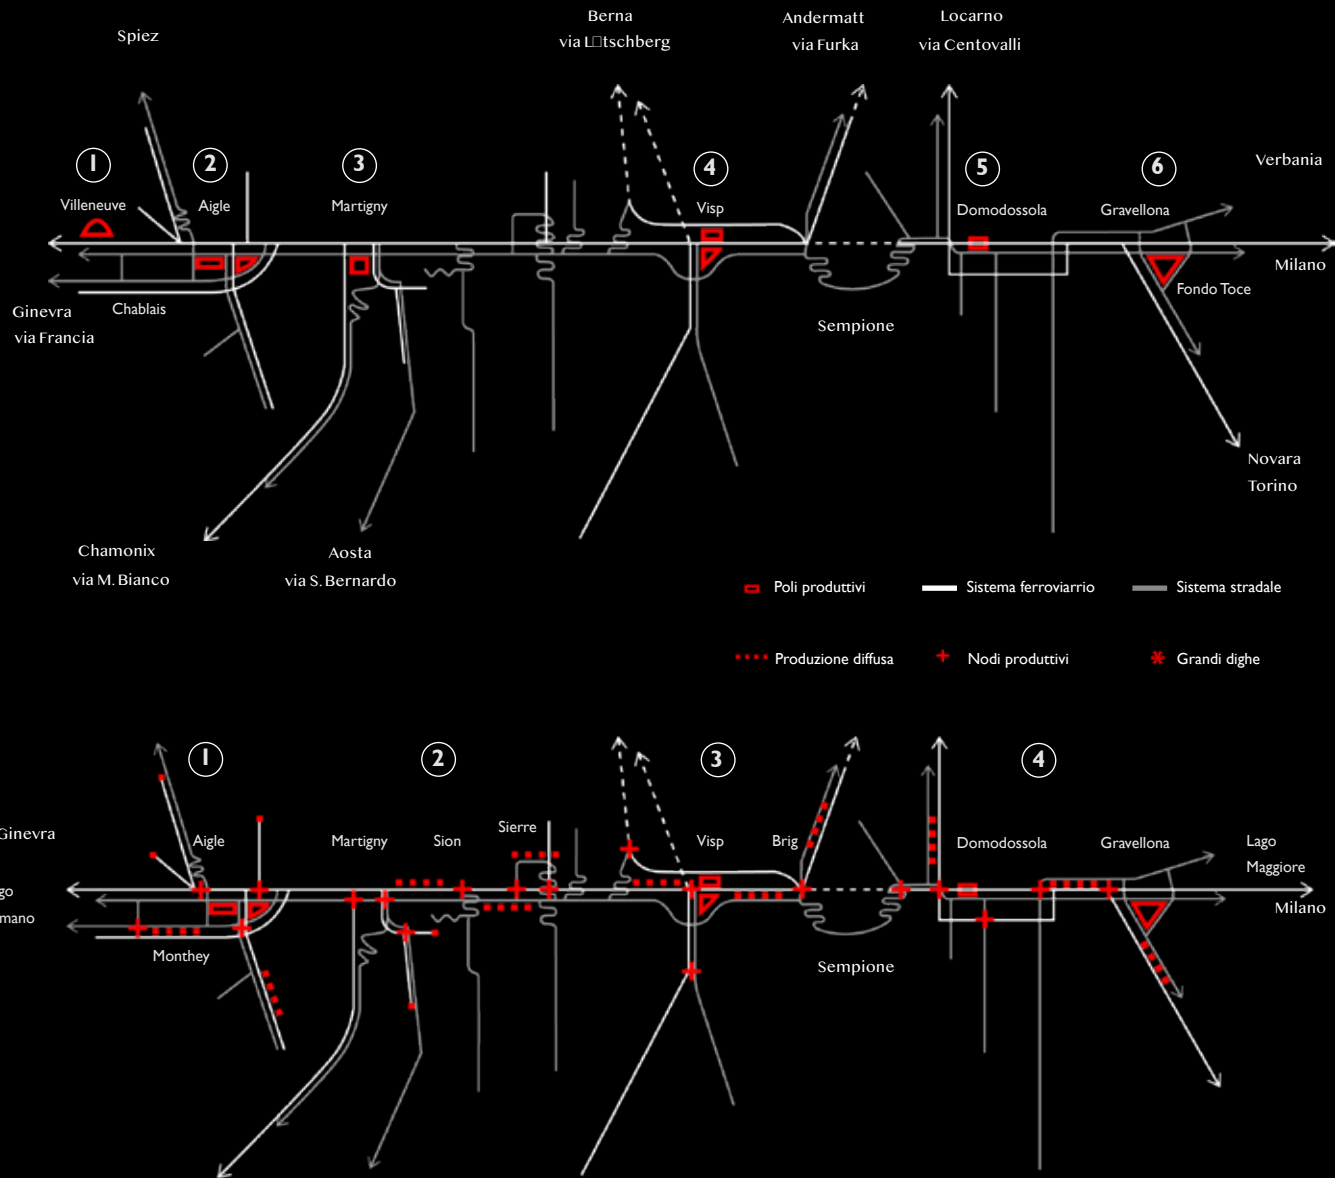 Spiez
Berna
via L□tschberg
Andermatt
via Furka
Locarno
via Centovalli
1
2
3
4
5
6
Verbania
Villeneuve
Aigle
Martigny
Visp
Domodossola
Gravellona
Milano
Ginevra
via Francia
Chablais
Sempione
Fondo Toce
Novara
Torino
Chamonix
via M. Bianco
Aosta
via S. Bernardo
Poli produttivi
Sistema ferroviarrio
Sistema stradale
Produzione diffusa
Nodi produttivi
Grandi dighe
1
2
3
4
Ginevra
Aigle
Martigny
Sion
Sierre
Visp
Brig
Domodossola
Gravellona
Lago
Maggiore
go
mano
Milano
Monthey
Sempione